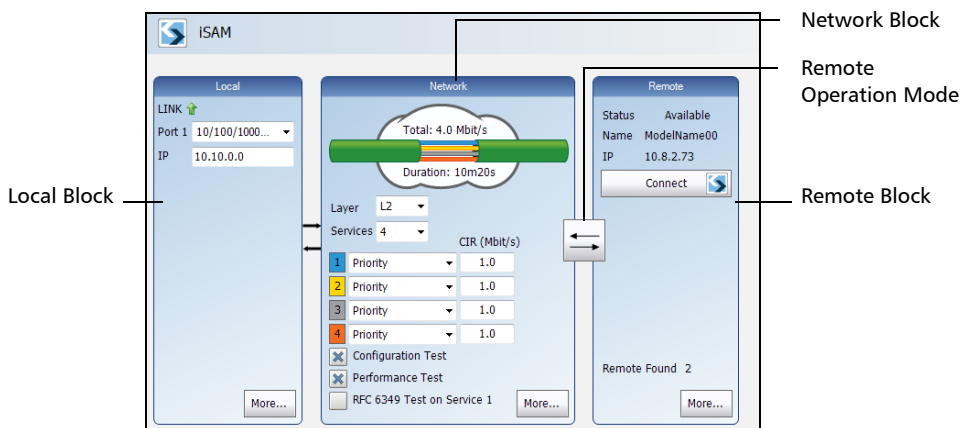 iSAM
Network Block
Remote
Operation Mode
Local Block
Remote Block
Local
LINK
Port 1 10/100/1000...
IP 10.10.0.0
More...
Network
Total: 4.0 Mbit/s
Duration: 10m20s
Layer L2
Services 4
CIR (Mbit/s)
1 Priority 1.0
2 Priority 1.0
3 Priority 1.0
4 Priority 1.0
Configuration Test
Performance Test
RFC 6349 Test on Service 1
More...
Remote
Status Available
Name ModelName00
IP 10.8.2.73
Connect
Remote Found 2
More...